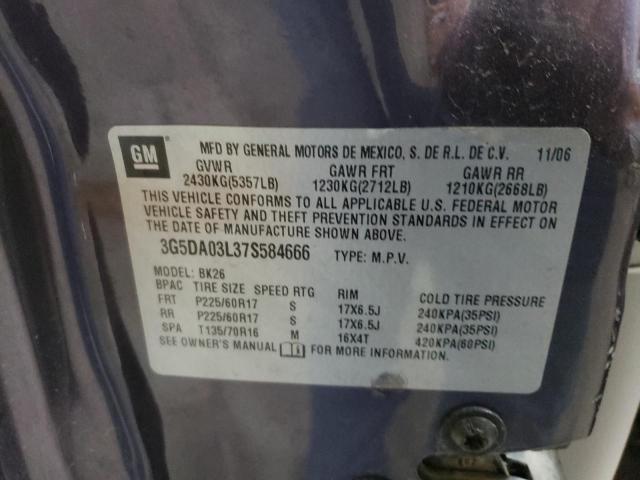 GM
MFD BY GENERAL MOTORS DE MEXICO, S. DE R.L. DE C.V. 11/06
GVWR GAWR FRT GAWR RR
2430KG(5357LB) 1230KG(2712LB) 1210KG(2668LB)
THIS VEHICLE CONFORMS TO ALL APPLICABLE U.S. FEDERAL MOTOR
VEHICLE SAFETY AND THEFT PREVENTION STANDARDS IN EFFECT ON
THE DATE OF MANUFACTURE SHOWN ABOVE.
3G5DA03L37S584666 TYPE: M.P.V.
MODEL: BK26
BPAC TIRE SIZE SPEED RTG RIM COLD TIRE PRESSURE
FRT P225/60R17 S 17X6.5J 240KPA(35PSI)
RR P225/60R17 S 17X6.5J 240KPA(35PSI)
SPA T135/70R16 M 16X4T 420KPA(60PSI)
SEE OWNER'S MANUAL FOR MORE INFORMATION.